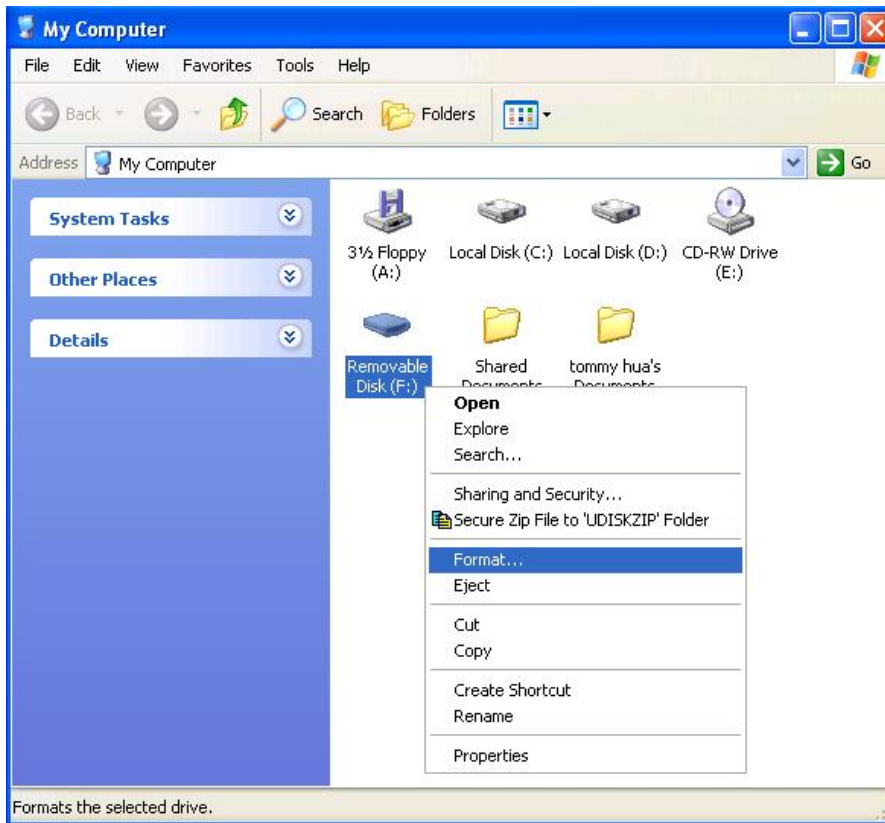 My Computer
File Edit View Favorites Tools Help
Back Search Folders
Address My Computer Go
System Tasks
Other Places
Details
3½ Floppy
(A:)
Local Disk (C:)
Local Disk (D:)
CD-RW Drive
(E:)
Removable
Disk (F:)
Shared
Documents
tommy hua's
Documents
Open
Explore
Search...
Sharing and Security...
Secure Zip File to 'UDISKZIP' Folder
Format...
Eject
Cut
Copy
Create Shortcut
Rename
Properties
Formats the selected drive.